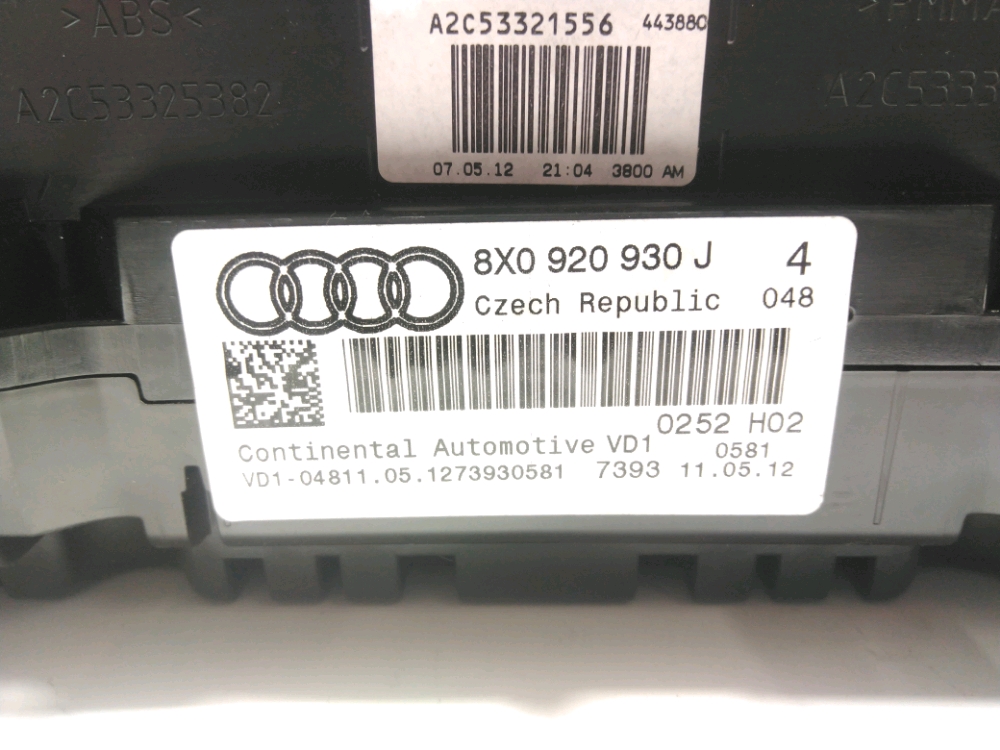 >ABS<
A2C53325382
A2C53321556 443880
07.05.12 21:04 3800 AM
8X0 920 930 J 4
Czech Republic 048
0252 H02
Continental Automotive VD1 0581
VD1-04811.05.1273930581 7393 11.05.12